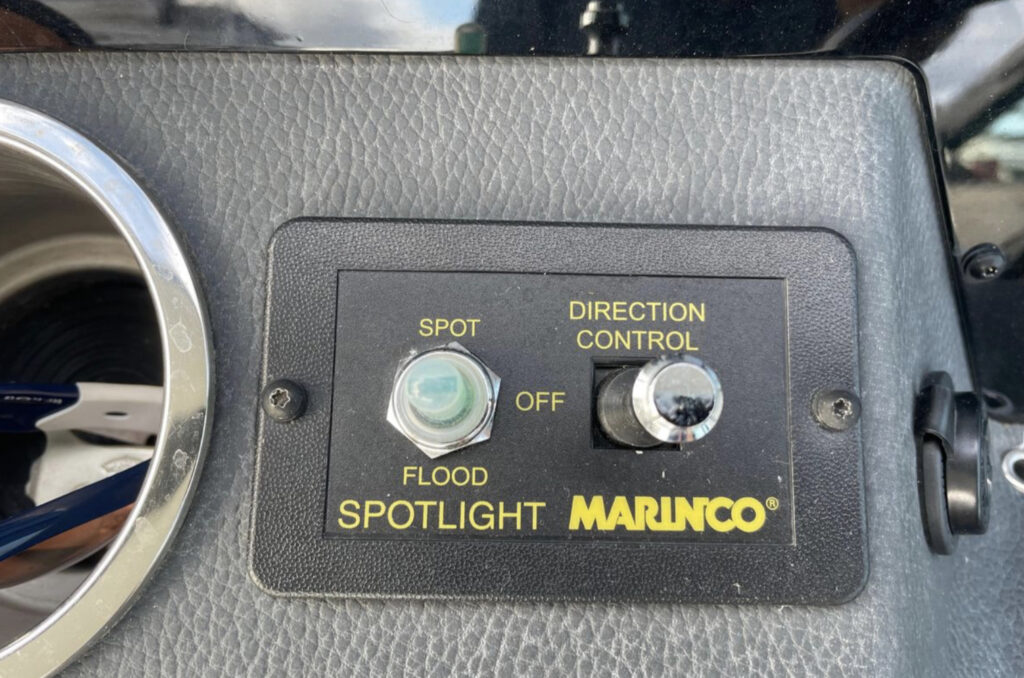 SPOT
DIRECTION
CONTROL
OFF
FLOOD
SPOTLIGHT MARINCO®